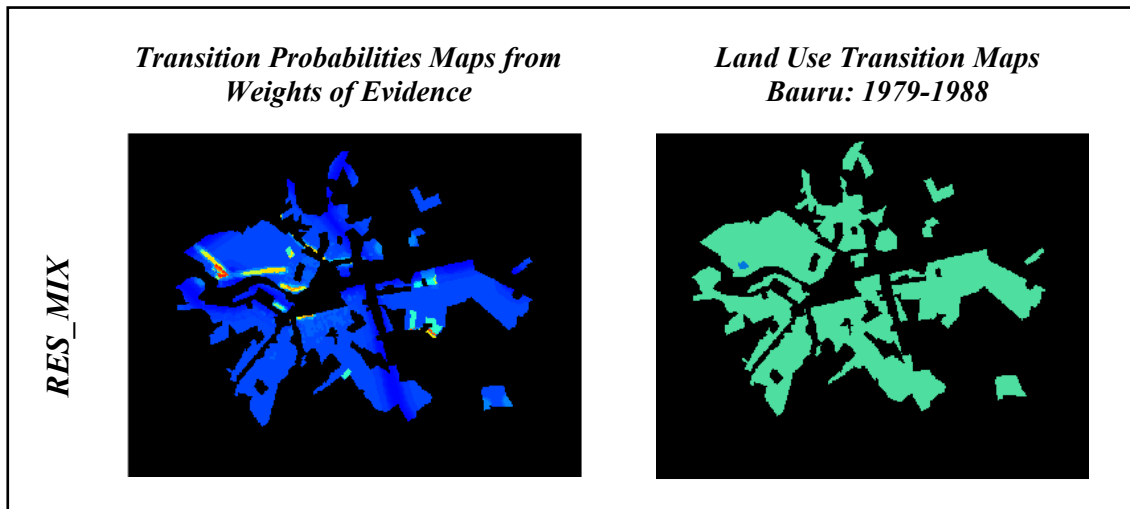 Transition Probabilities Maps from
Weights of Evidence
Land Use Transition Maps
Bauru: 1979-1988
RES_MIX